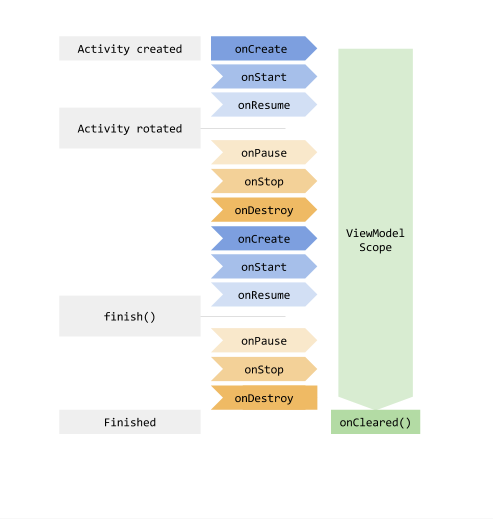 Activity created
onCreate
onStart
onResume
Activity rotated
onPause
onStop
onDestroy
onCreate
onStart
onResume
finish()
onPause
onStop
onDestroy
Finished
ViewModel
Scope
onCleared()